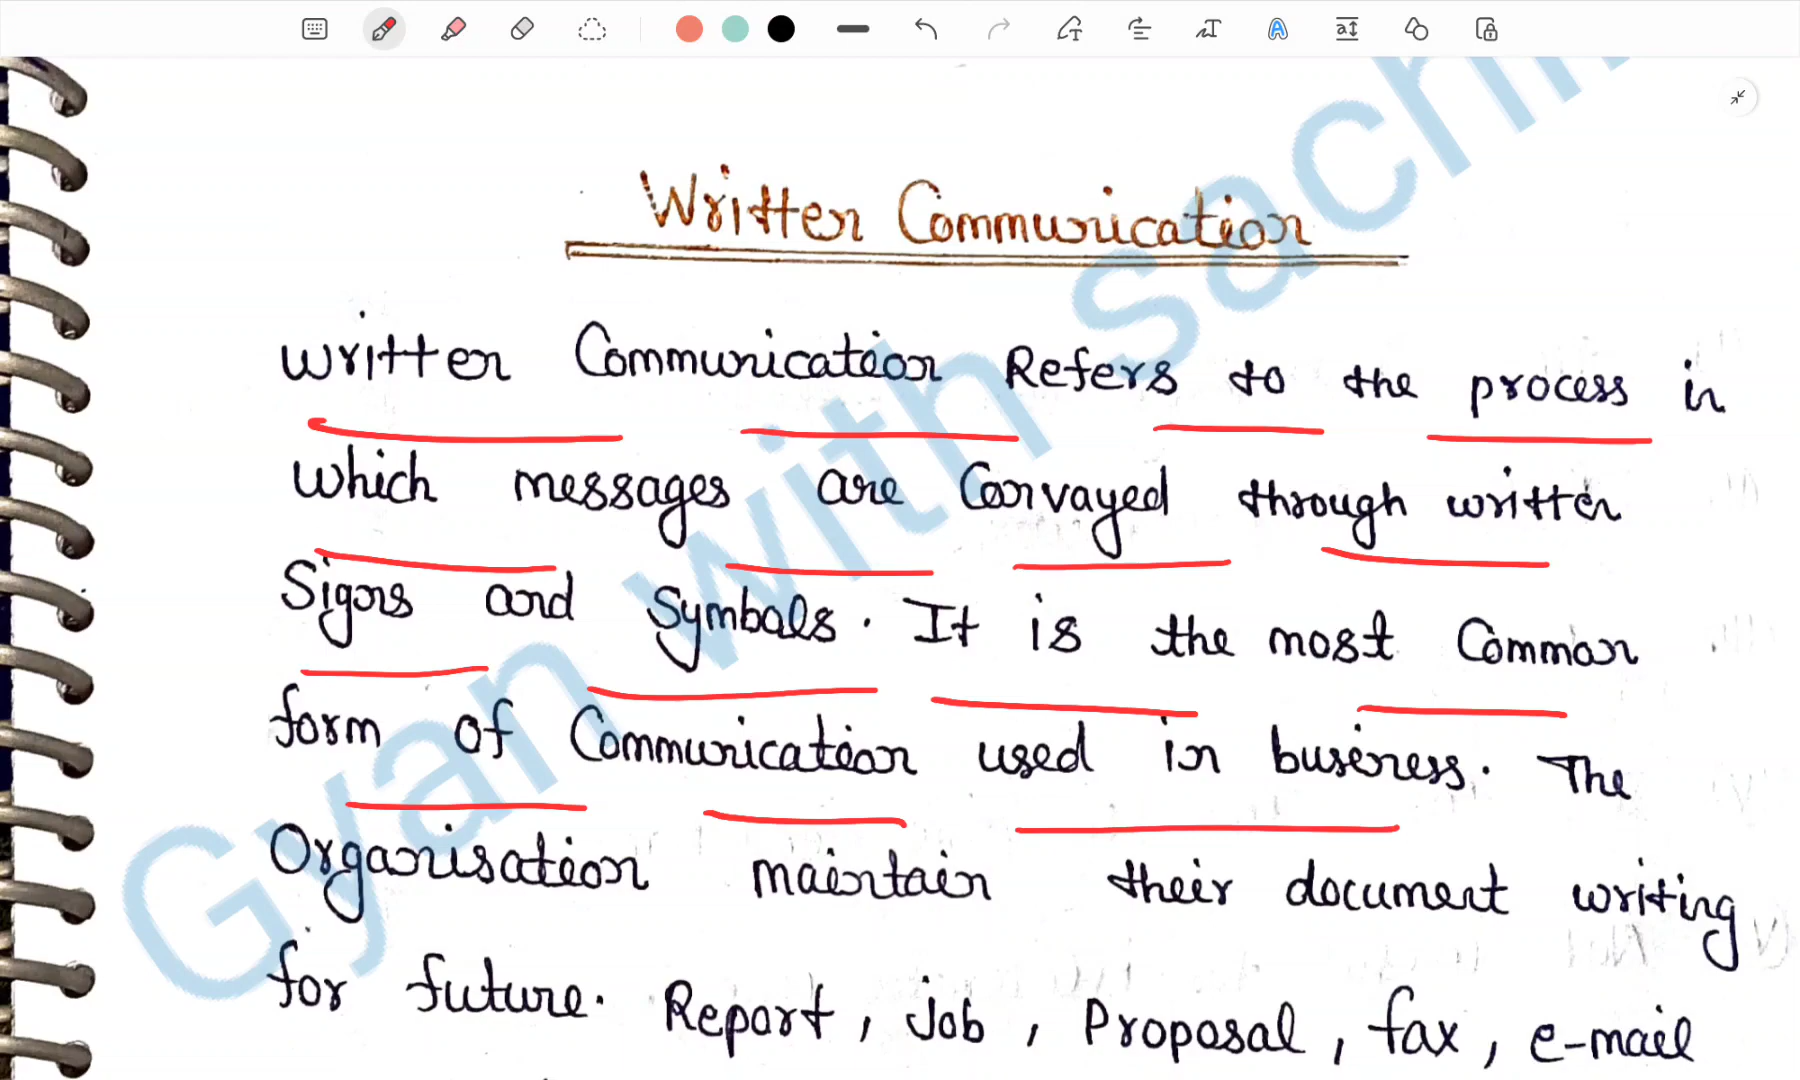 Written Communication
written Communication Refers to the process in
which messages are Convayed through written
Signs and Symbols. It is the most Common
form of Communication used in business. The
Organisation maintain their document writing
for future. Report, Job, Proposal, fax, e-mail
Gyan with sachin